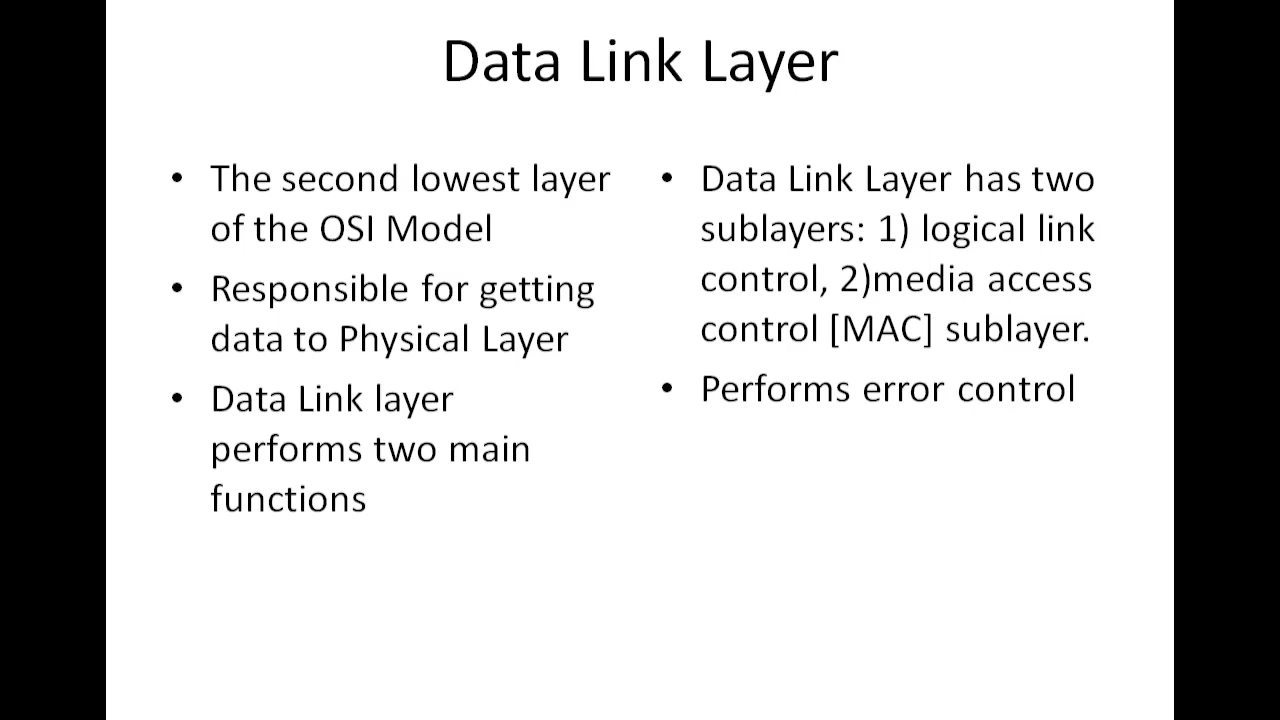 Data Link Layer
• The second lowest layer
of the OSI Model
• Responsible for getting
data to Physical Layer
• Data Link layer
performs two main
functions
• Data Link Layer has two
sublayers: 1) logical link
control, 2)media access
control [MAC] sublayer.
• Performs error control